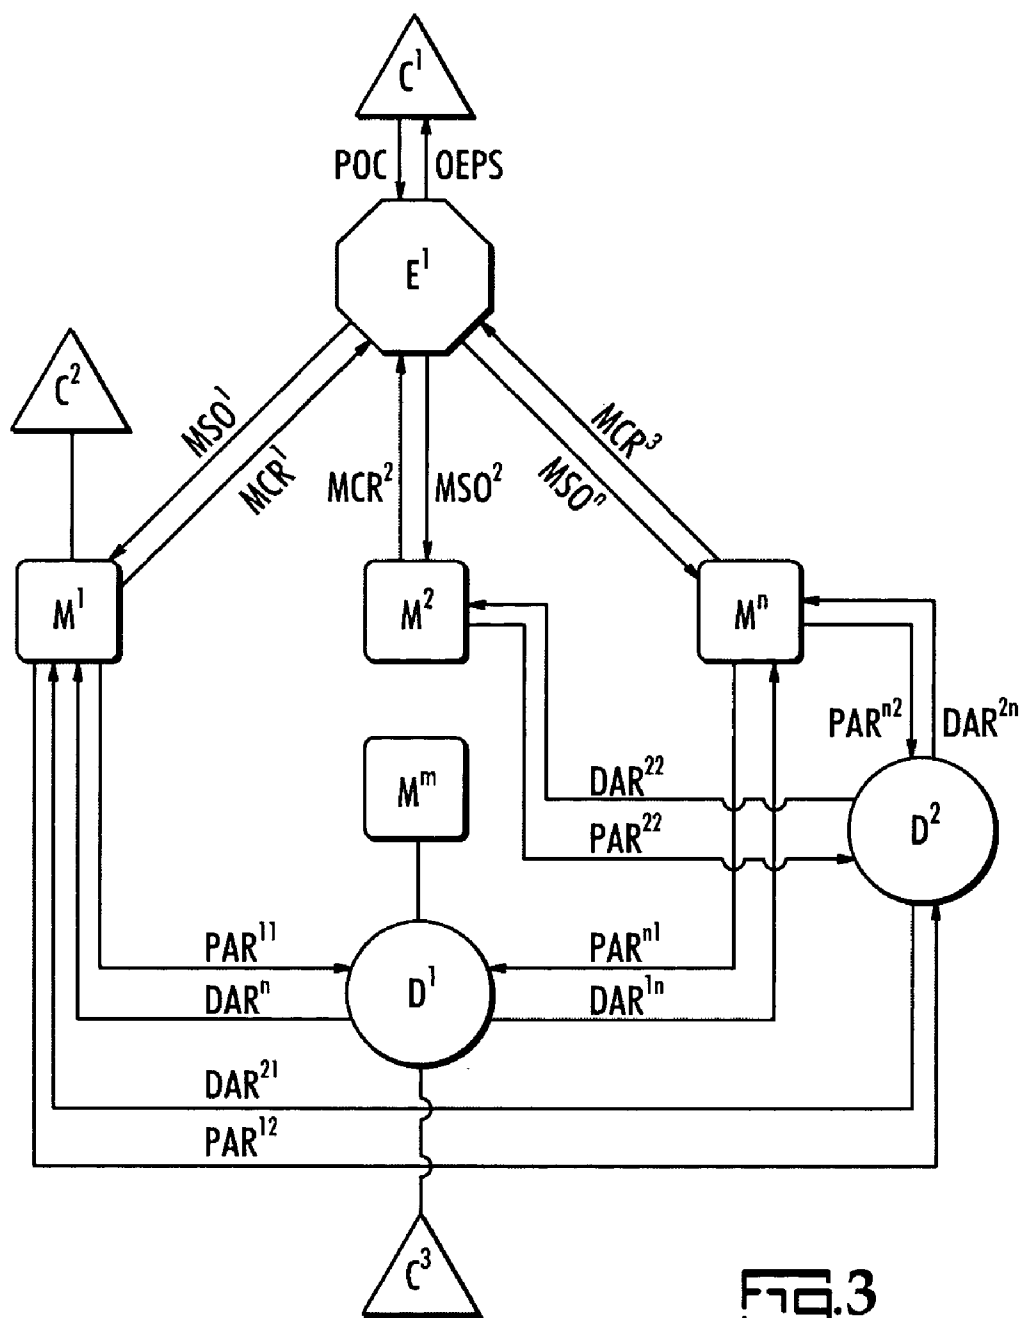 C¹
POC OEPS
E¹
C²
MSO¹
MCR¹
MCR²
MSO²
MSOⁿ
MCR³
M¹
M²
Mⁿ
PARⁿ²
DAR²ⁿ
Mᵐ
DAR²²
PAR²²
D²
PAR¹¹
DARⁿ
D¹
PARⁿ¹
DAR¹ⁿ
DAR²¹
PAR¹²
C³
FIG.3